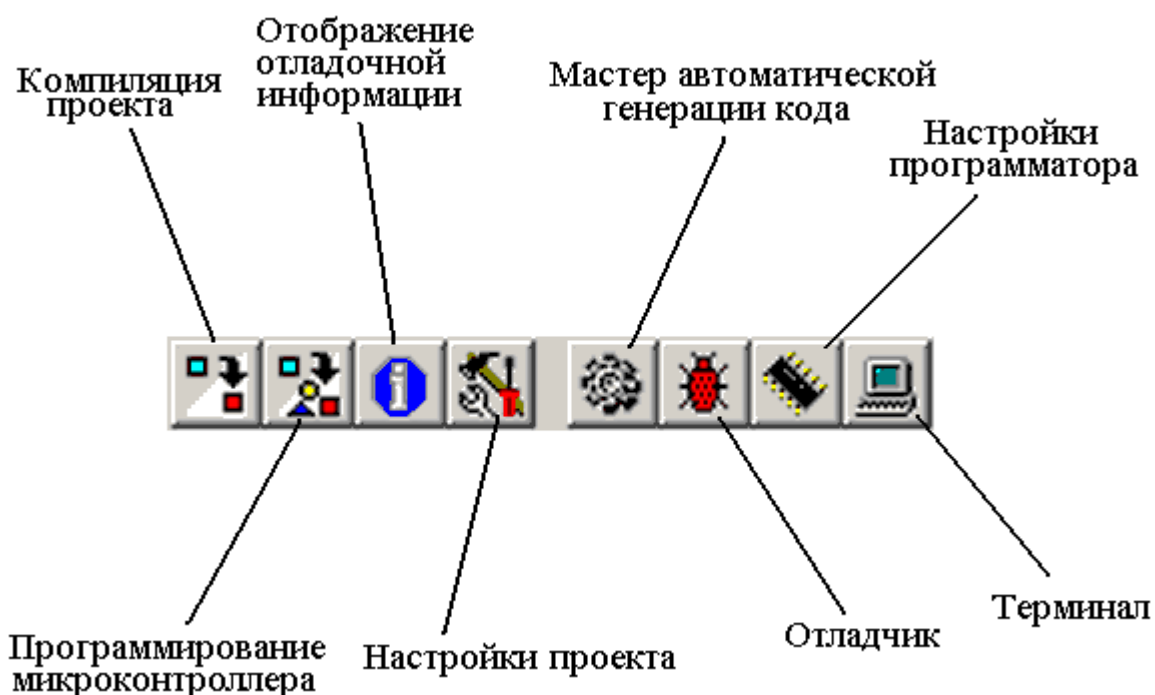 Компиляция
проекта
Отображение
отладочной
информации
Мастер автоматической
генерации кода
Настройки
программатора
Программирование
микроконтроллера
Настройки проекта
Отладчик
Терминал